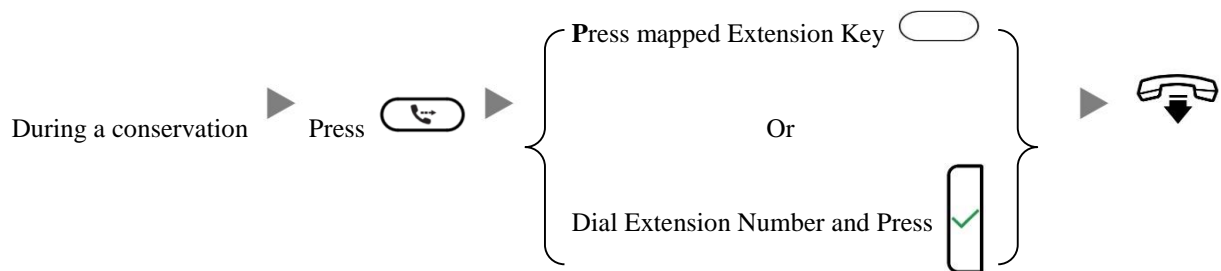 Press mapped Extension Key
During a conservation
Press
Or
Dial Extension Number and Press